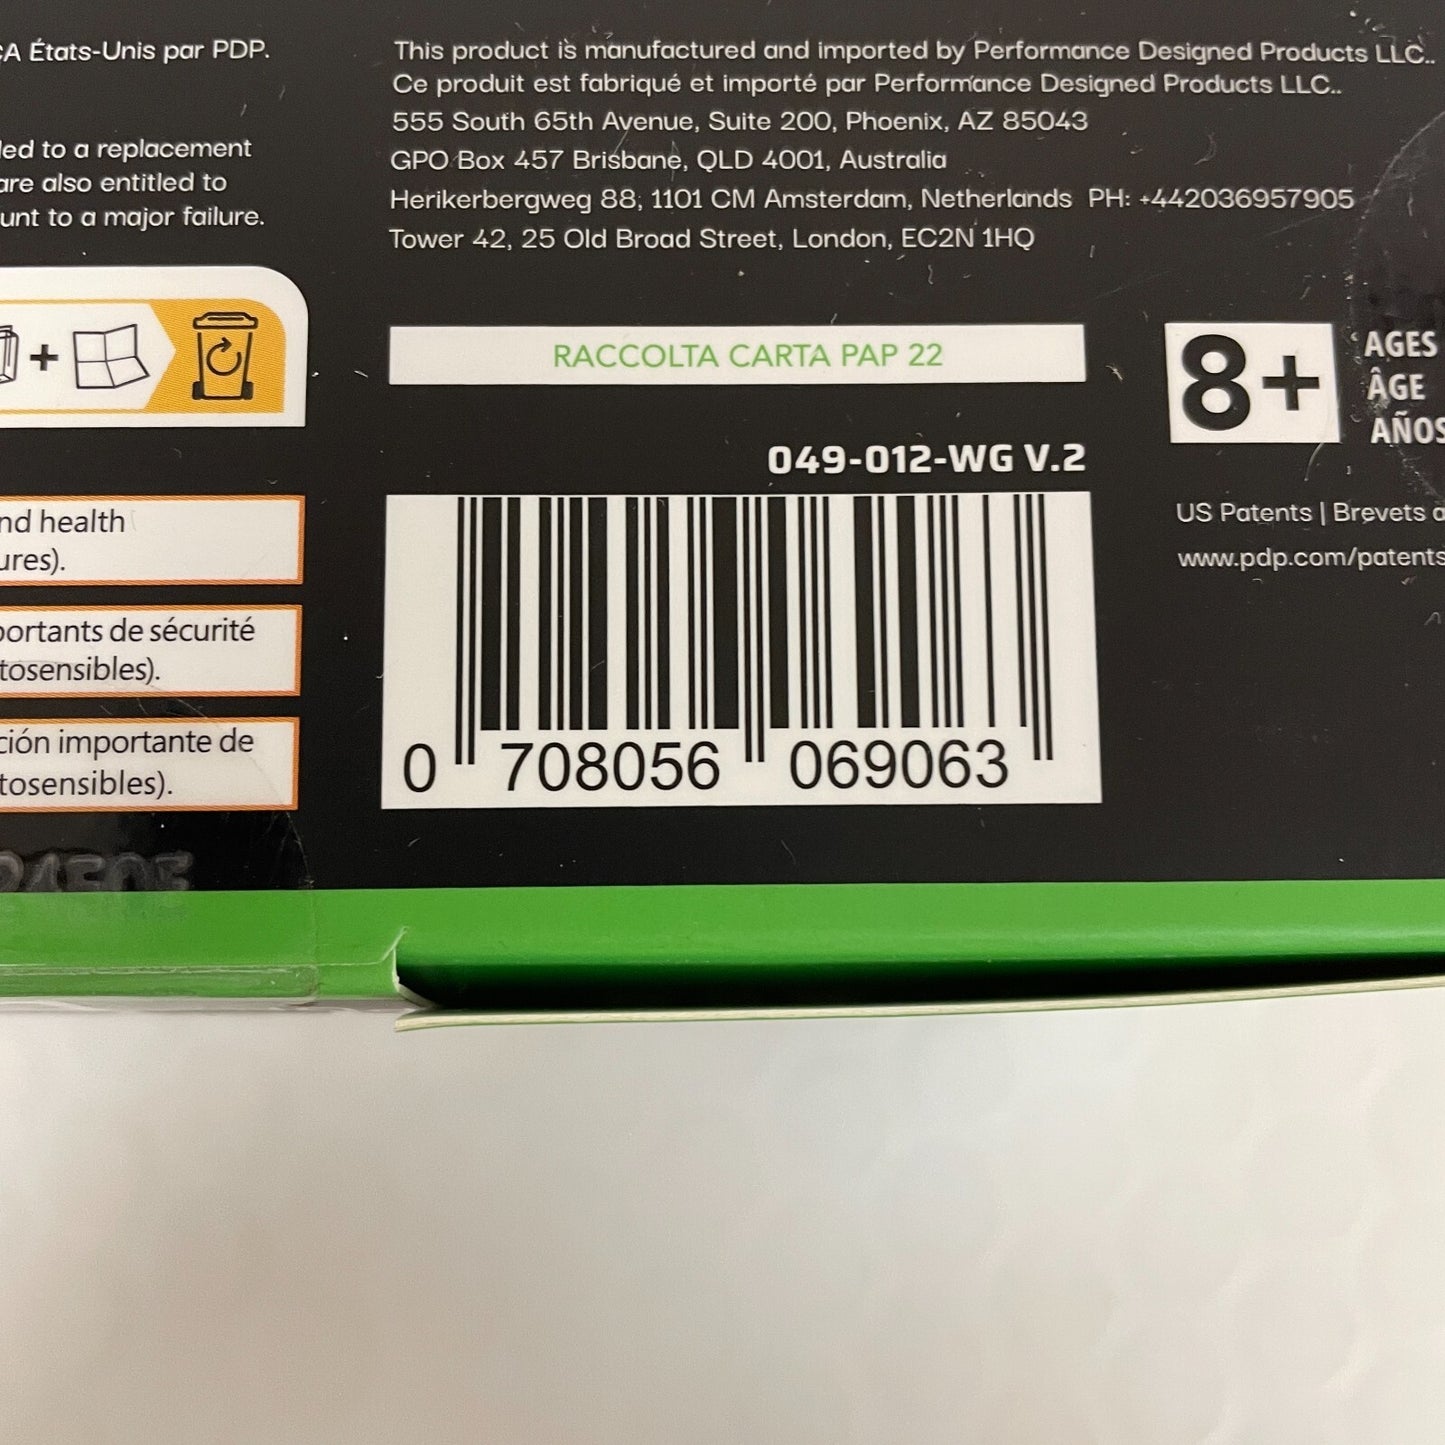 CA États-Unis par PDP.
led to a replacement
are also entitled to
unt to a major failure.
nd health
ures).
portants de sécurité
tosensibles).
ción importante de
tosensibles).
This product is manufactured and imported by Performance Designed Products LLC..
Ce produit est fabriqué et importé par Performance Designed Products LLC..
555 South 65th Avenue, Suite 200, Phoenix, AZ 85043
GPO Box 457 Brisbane, QLD 4001, Australia
Herikerbergweg 88, 1101 CM Amsterdam, Netherlands PH: +442036957905
Tower 42, 25 Old Broad Street, London, EC2N 1HQ
RACCOLTA CARTA PAP 22
049-012-WG V.2
0 708056 069063
8+
AGES
ÂGE
AÑOS
US Patents | Brevets a
www.pdp.com/patents